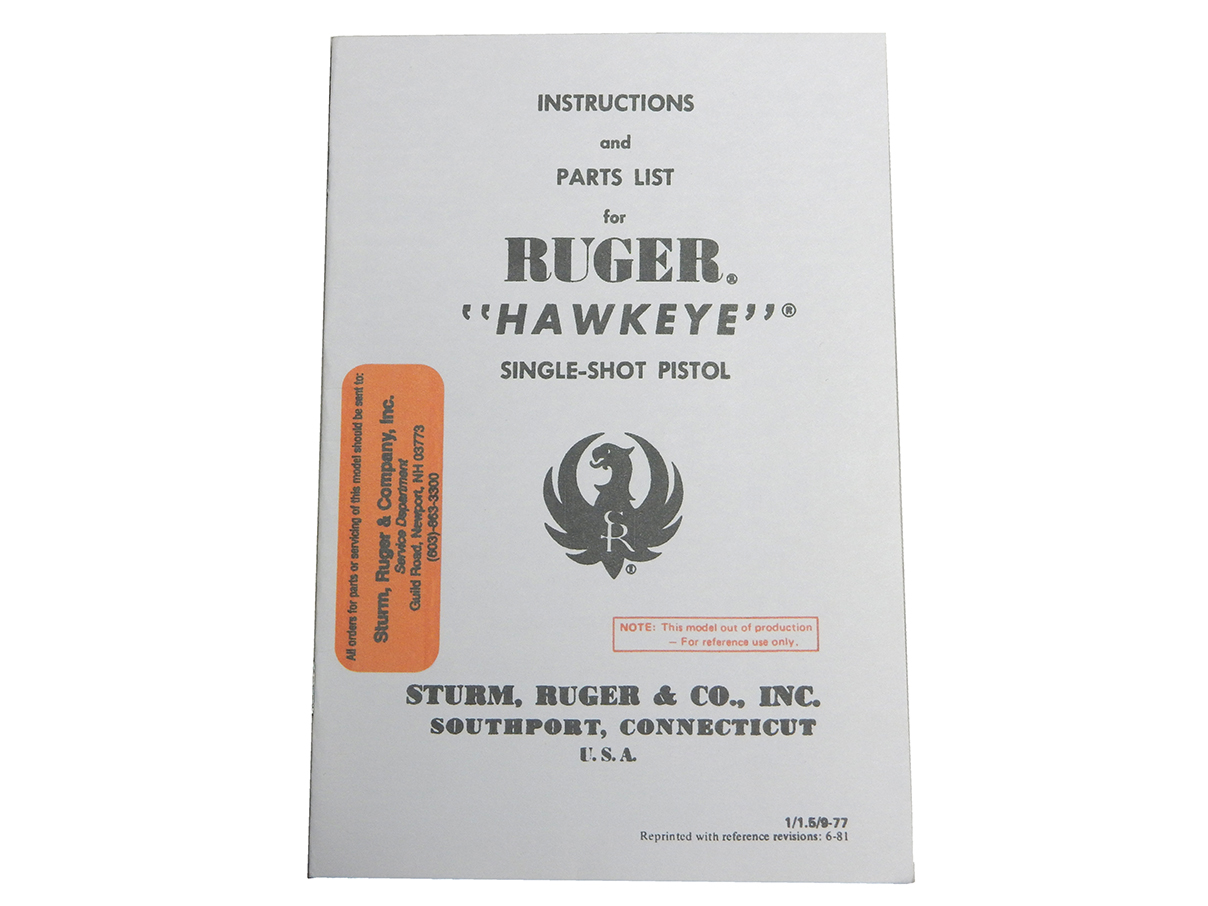 INSTRUCTIONS
and
PARTS LIST
for
RUGER®
"HAWKEYE"®
SINGLE-SHOT PISTOL
All orders for parts or servicing of this model should be sent to:
Sturm, Ruger & Company, Inc.
Service Department
Guild Road, Newport, NH 03773
(603)-863-3300
SR
®
NOTE: This model out of production
– For reference use only.
STURM, RUGER & CO., INC.
SOUTHPORT, CONNECTICUT
U. S. A.
1/1.5/9-77
Reprinted with reference revisions: 6-81